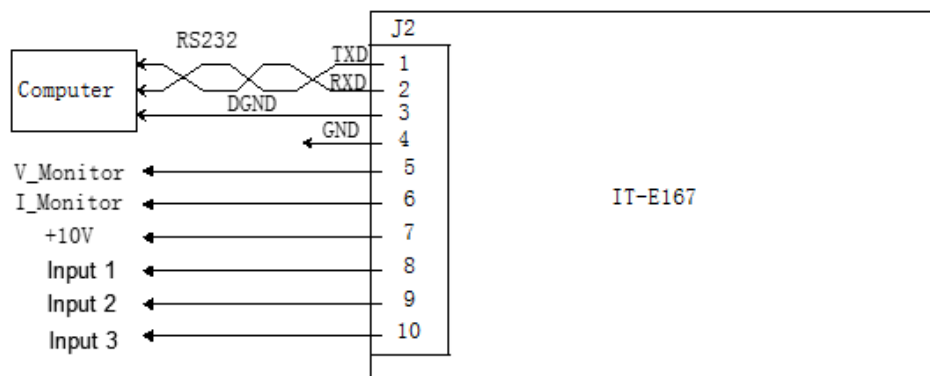 J2
RS232
TXD 1
Computer
RXD 2
DGND 3
GND 4
V_Monitor 5
I_Monitor 6
IT-E167
+10V 7
Input 1 8
Input 2 9
Input 3 10